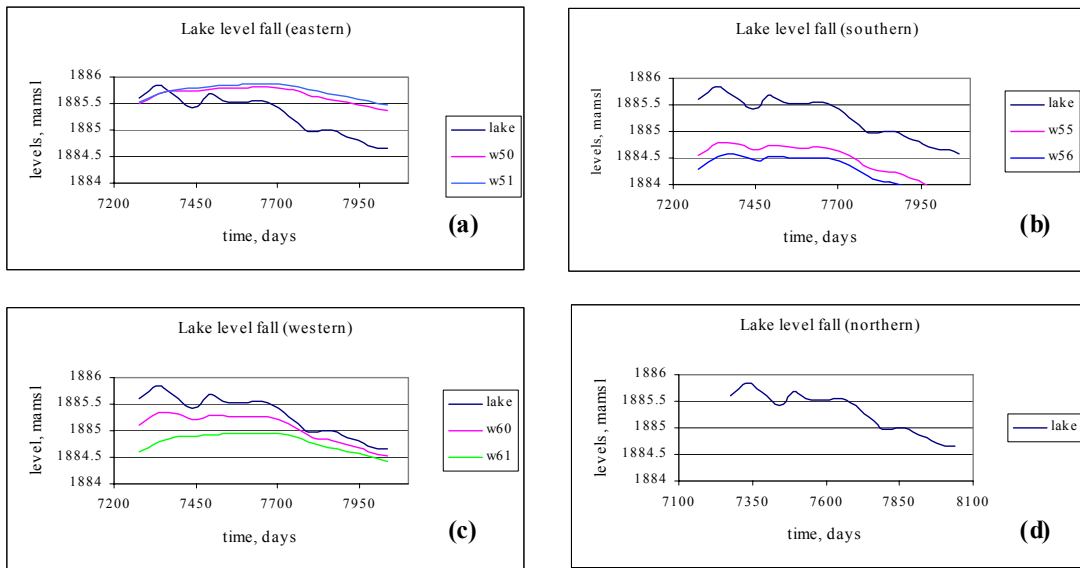 Lake level fall (eastern)
levels, mamsl
1886
1885.5
1885
1884.5
1884
7200 7450 7700 7950
time, days
lake
w50
w51
(a)
Lake level fall (southern)
levels, mamsl
1886
1885.5
1885
1884.5
1884
7200 7450 7700 7950
time, days
lake
w55
w56
(b)
Lake level fall (western)
level, mamsl
1886
1885.5
1885
1884.5
1884
7200 7450 7700 7950
time, days
lake
w60
w61
(c)
Lake level fall (northern)
levels, mamsl
1886
1885.5
1885
1884.5
1884
7100 7350 7600 7850 8100
time, days
lake
(d)